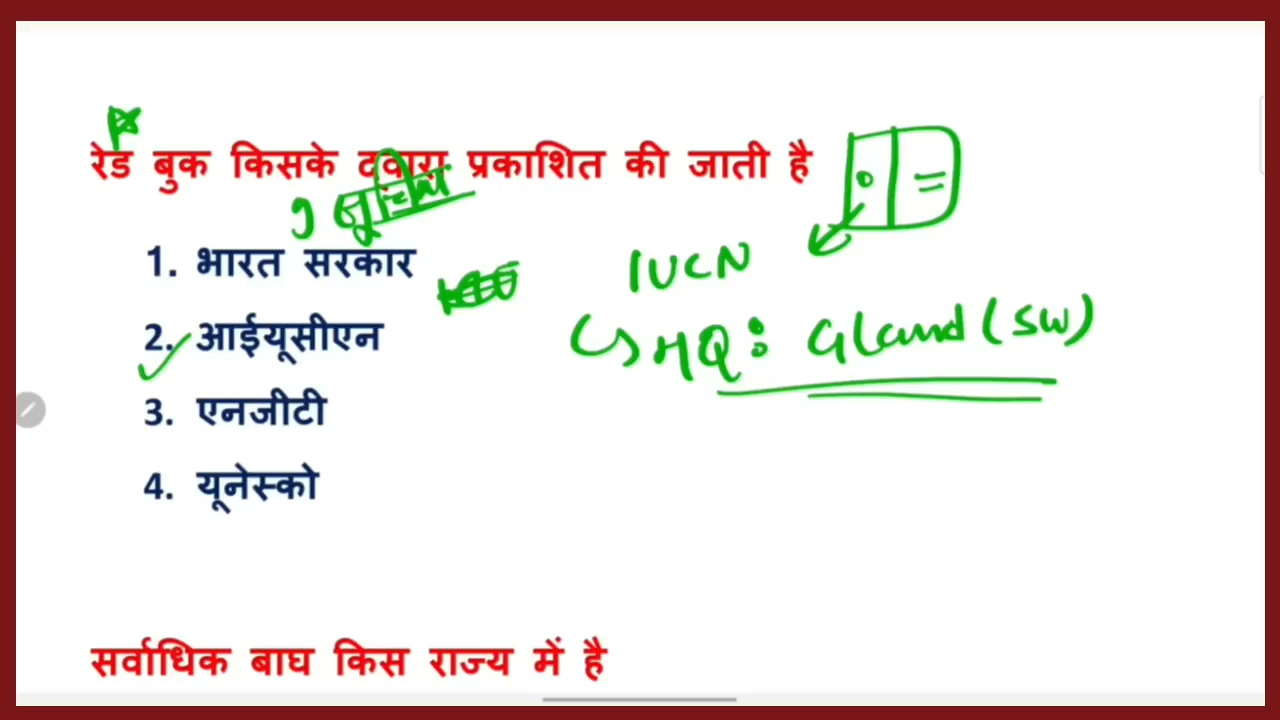 रेड बुक किसके द्वारा प्रकाशित की जाती है
1. भारत सरकार
IUCN
2. आईयूसीएन
HQ: Gland (SW)
3. एनजीटी
4. यूनेस्को
सर्वाधिक बाघ किस राज्य में है